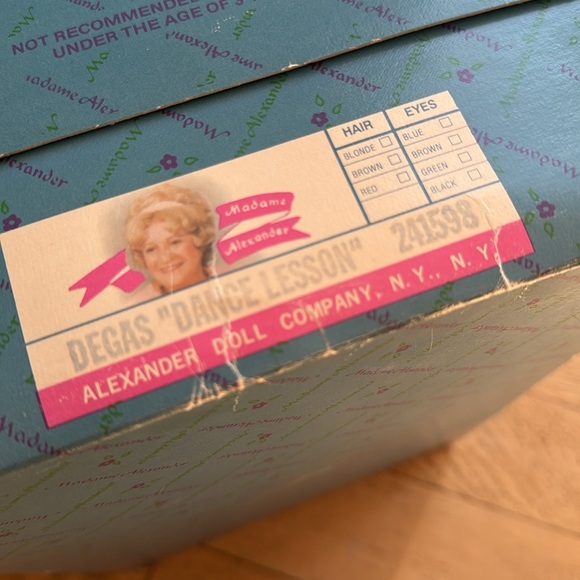 NOT RECOMMENDED
UNDER THE AGE OF 3
Madame Alexander
HAIR
BLONDE
BROWN
RED
EYES
BLUE
BROWN
GREEN
BLACK
DEGAS "DANCE LESSON" 241598
ALEXANDER DOLL COMPANY, N.Y., N.Y.
Madame
Alexander